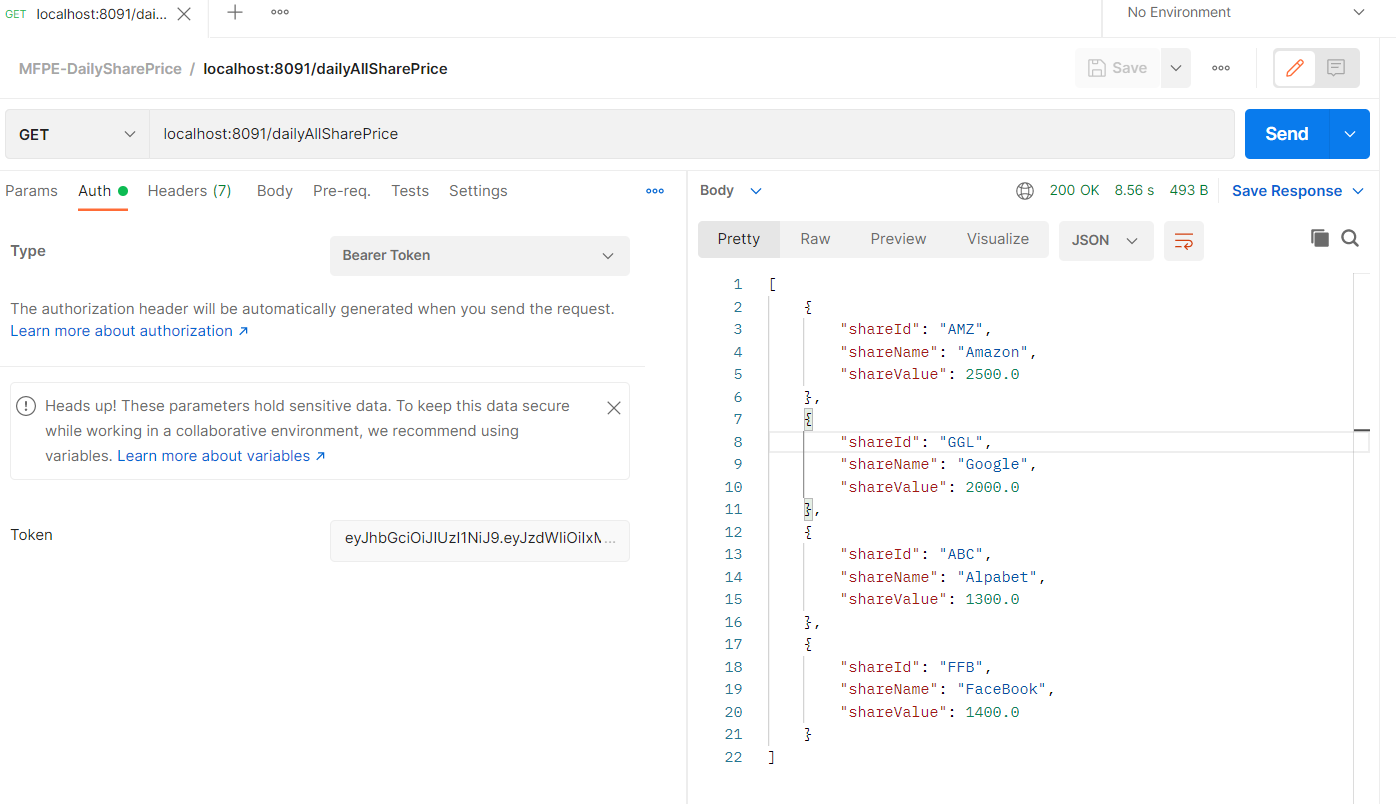 GET localhost:8091/dai...
No Environment
MFPE-DailySharePrice / localhost:8091/dailyAllSharePrice
Save
GET localhost:8091/dailyAllSharePrice
Send
Params Auth Headers (7) Body Pre-req. Tests Settings
Type
Bearer Token
The authorization header will be automatically generated when you send the request.
Learn more about authorization ↗
Heads up! These parameters hold sensitive data. To keep this data secure
while working in a collaborative environment, we recommend using
variables. Learn more about variables ↗
Token
eyJhbGciOiJIUzI1NiJ9.eyJzdWIiOiIxM...
Body 200 OK 8.56 s 493 B Save Response
Pretty Raw Preview Visualize JSON
1 [
2 {
3 "shareId": "AMZ",
4 "shareName": "Amazon",
5 "shareValue": 2500.0
6 },
7 {
8 "shareId": "GGL",
9 "shareName": "Google",
10 "shareValue": 2000.0
11 },
12 {
13 "shareId": "ABC",
14 "shareName": "Alpabet",
15 "shareValue": 1300.0
16 },
17 {
18 "shareId": "FFB",
19 "shareName": "FaceBook",
20 "shareValue": 1400.0
21 }
22 ]